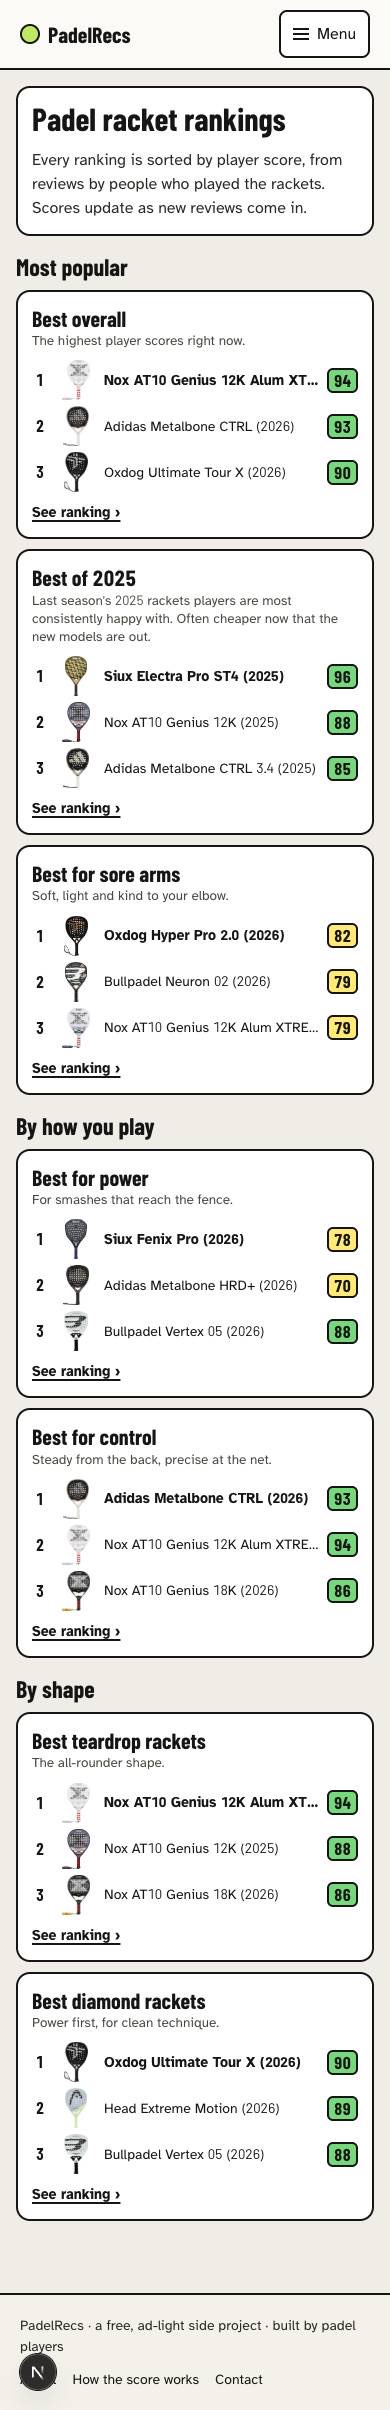 PadelRecs
Menu
Padel racket rankings
Every ranking is sorted by player score, from
reviews by people who played the rackets.
Scores update as new reviews come in.
Most popular
Best overall
The highest player scores right now.
1 Nox AT10 Genius 12K Alum XT... 94
2 Adidas Metalbone CTRL (2026) 93
3 Oxdog Ultimate Tour X (2026) 90
See ranking ›
Best of 2025
Last season's 2025 rackets players are most
consistently happy with. Often cheaper now that the
new models are out.
1 Siux Electra Pro ST4 (2025) 96
2 Nox AT10 Genius 12K (2025) 88
3 Adidas Metalbone CTRL 3.4 (2025) 85
See ranking ›
Best for sore arms
Soft, light and kind to your elbow.
1 Oxdog Hyper Pro 2.0 (2026) 82
2 Bullpadel Neuron 02 (2026) 79
3 Nox AT10 Genius 12K Alum XTRE... 79
See ranking ›
By how you play
Best for power
For smashes that reach the fence.
1 Siux Fenix Pro (2026) 78
2 Adidas Metalbone HRD+ (2026) 70
3 Bullpadel Vertex 05 (2026) 88
See ranking ›
Best for control
Steady from the back, precise at the net.
1 Adidas Metalbone CTRL (2026) 93
2 Nox AT10 Genius 12K Alum XTRE... 94
3 Nox AT10 Genius 18K (2026) 86
See ranking ›
By shape
Best teardrop rackets
The all-rounder shape.
1 Nox AT10 Genius 12K Alum XT... 94
2 Nox AT10 Genius 12K (2025) 88
3 Nox AT10 Genius 18K (2026) 86
See ranking ›
Best diamond rackets
Power first, for clean technique.
1 Oxdog Ultimate Tour X (2026) 90
2 Head Extreme Motion (2026) 89
3 Bullpadel Vertex 05 (2026) 88
See ranking ›
PadelRecs · a free, ad-light side project · built by padel
players
N
How the score works Contact